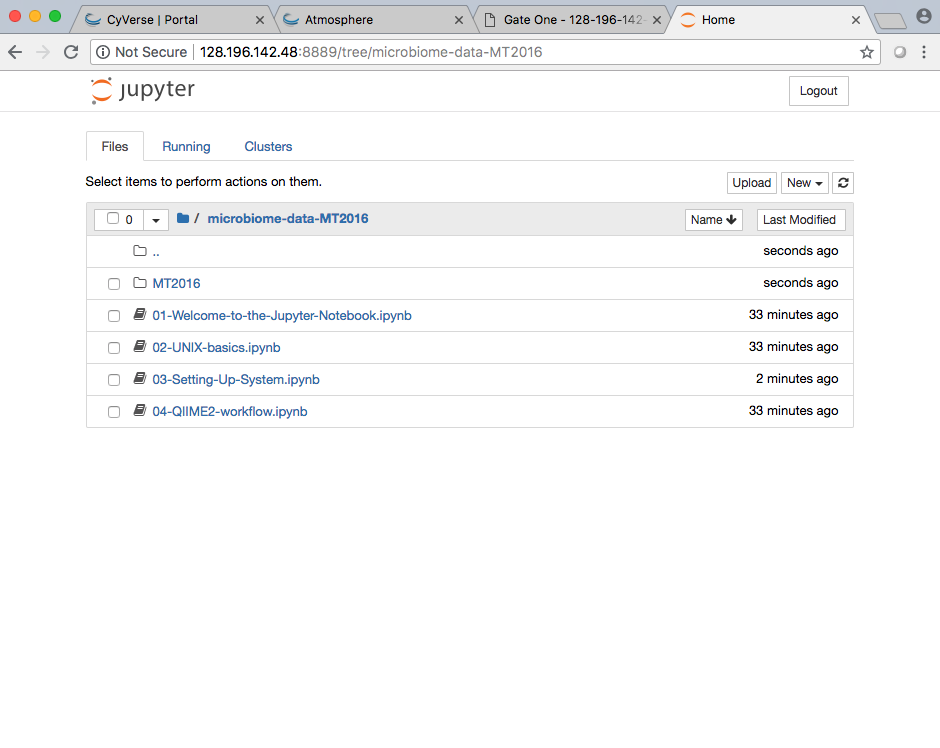 CyVerse | Portal
Atmosphere
Gate One - 128-196-142-
Home
Not Secure
128.196.142.48:8889/tree/microbiome-data-MT2016
jupyter
Logout
Files
Running
Clusters
Select items to perform actions on them.
Upload
New
0
/ microbiome-data-MT2016
Name
Last Modified
..
seconds ago
MT2016
seconds ago
01-Welcome-to-the-Jupyter-Notebook.ipynb
33 minutes ago
02-UNIX-basics.ipynb
33 minutes ago
03-Setting-Up-System.ipynb
2 minutes ago
04-QIIME2-workflow.ipynb
33 minutes ago